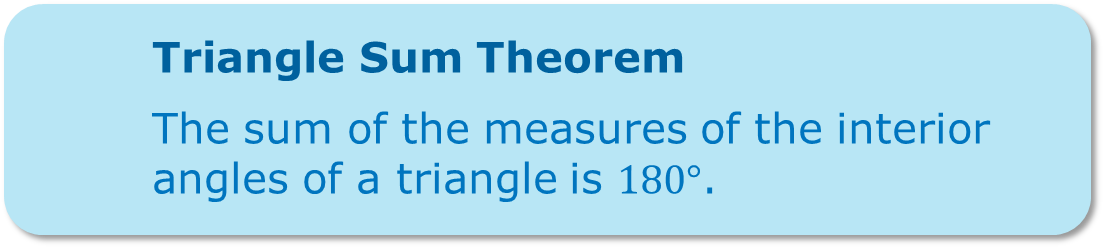 Triangle Sum Theorem
The sum of the measures of the interior
angles of a triangle is 180°.